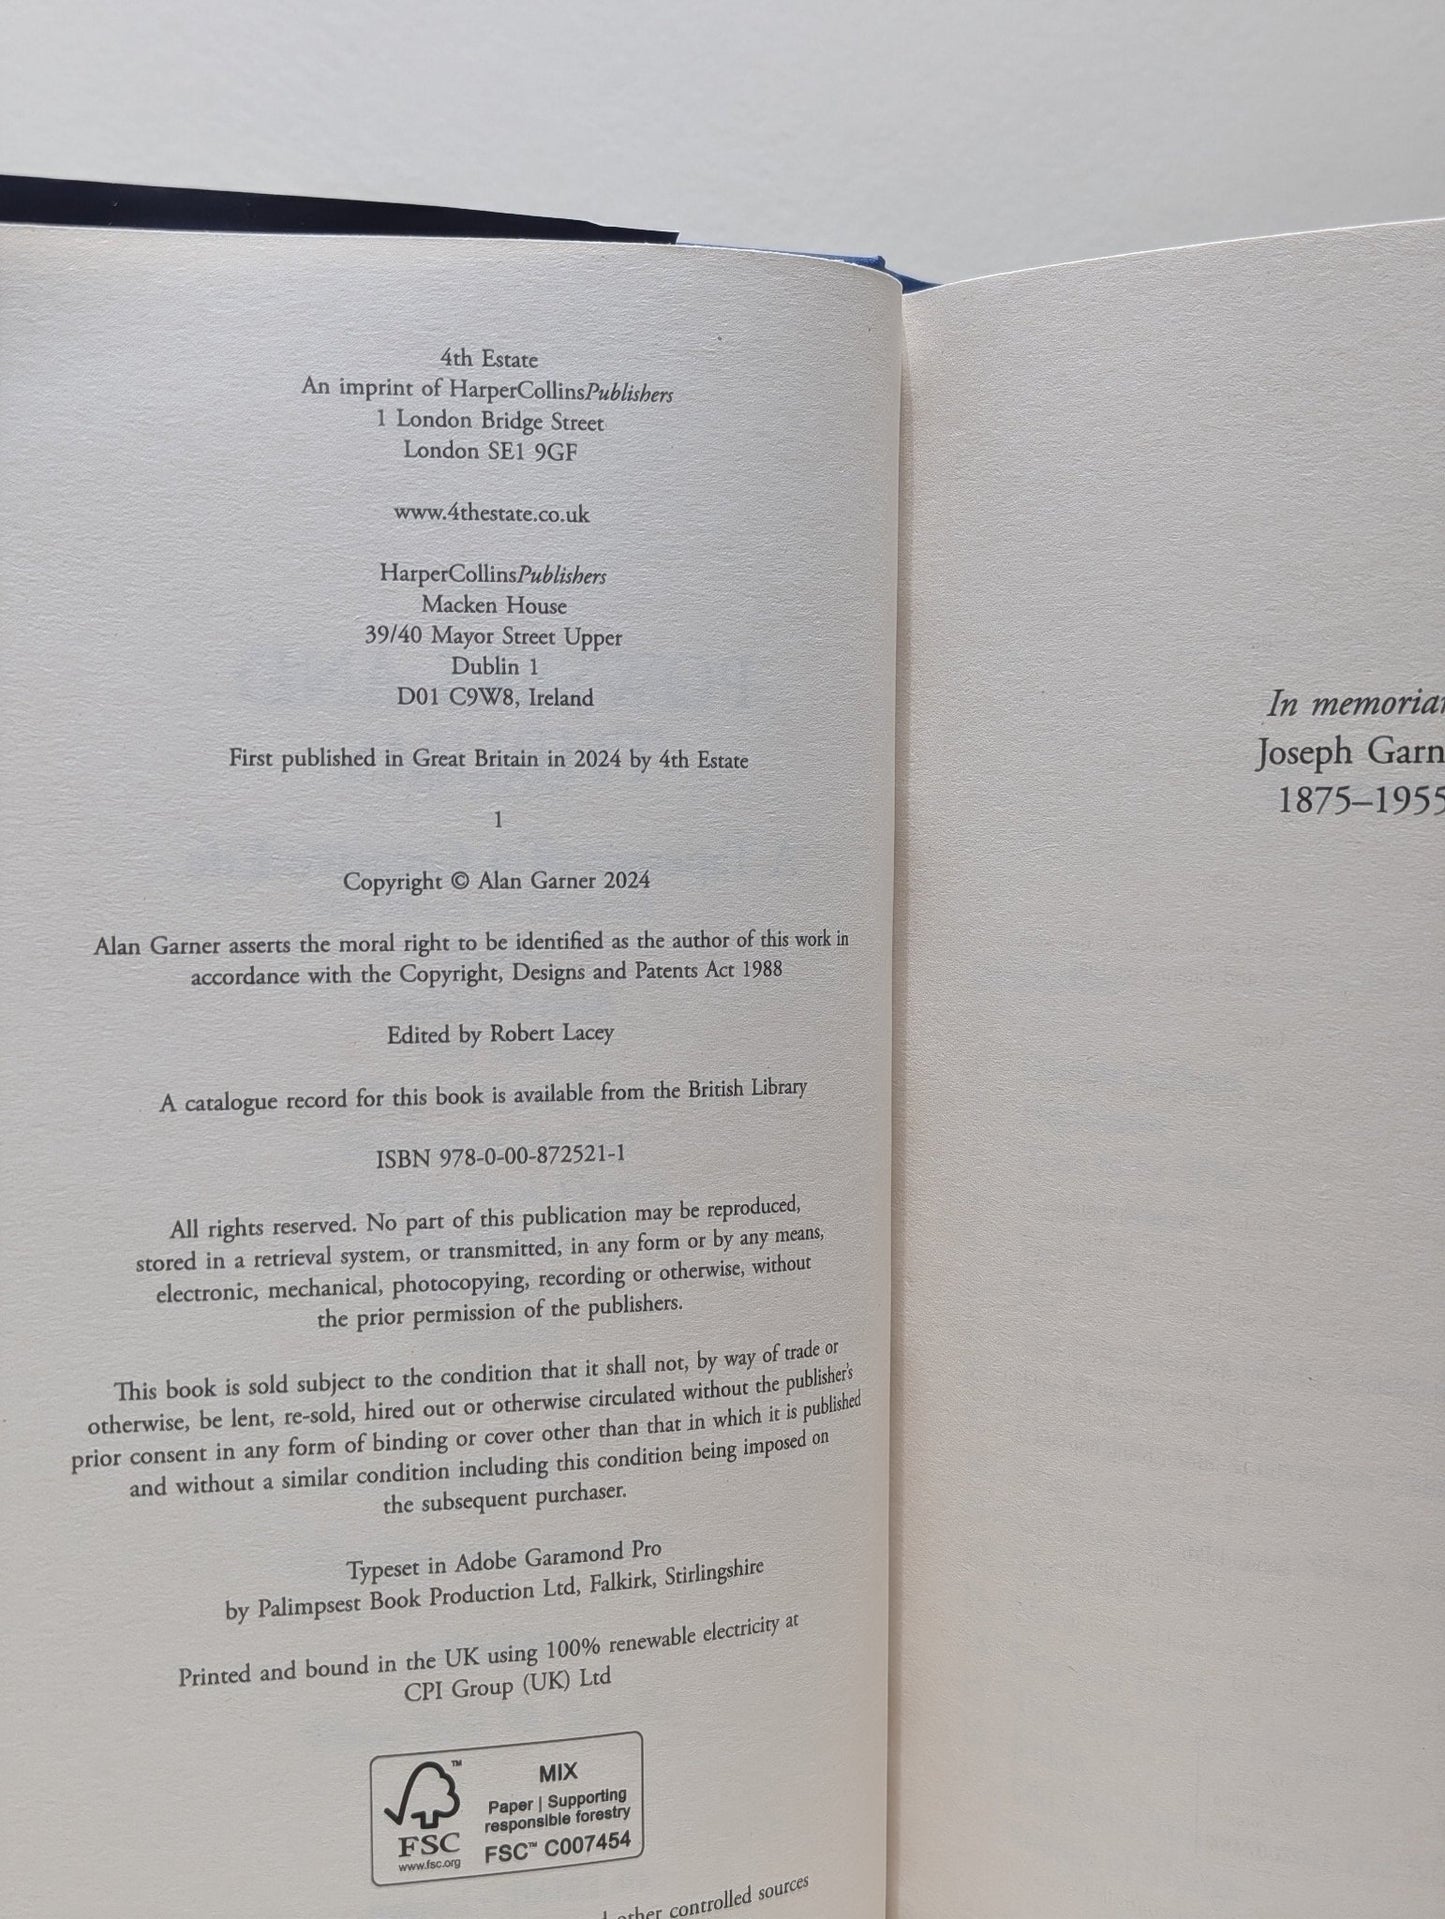 4th Estate
An imprint of HarperCollinsPublishers
1 London Bridge Street
London SE1 9GF
www.4thestate.co.uk
HarperCollinsPublishers
Macken House
39/40 Mayor Street Upper
Dublin 1
D01 C9W8, Ireland
First published in Great Britain in 2024 by 4th Estate
1
Copyright © Alan Garner 2024
Alan Garner asserts the moral right to be identified as the author of this work in
accordance with the Copyright, Designs and Patents Act 1988
Edited by Robert Lacey
A catalogue record for this book is available from the British Library
ISBN 978-0-00-872521-1
All rights reserved. No part of this publication may be reproduced,
stored in a retrieval system, or transmitted, in any form or by any means,
electronic, mechanical, photocopying, recording or otherwise, without
the prior permission of the publishers.
This book is sold subject to the condition that it shall not, by way of trade or
otherwise, be lent, re-sold, hired out or otherwise circulated without the publisher's
prior consent in any form of binding or cover other than that in which it is published
and without a similar condition including this condition being imposed on
the subsequent purchaser.
Typeset in Adobe Garamond Pro
by Palimpsest Book Production Ltd, Falkirk, Stirlingshire
Printed and bound in the UK using 100% renewable electricity at
CPI Group (UK) Ltd
FSC
www.fsc.org
MIX
Paper | Supporting
responsible forestry
FSC™ C007454
other controlled sources
In
Joseph
1875–1955